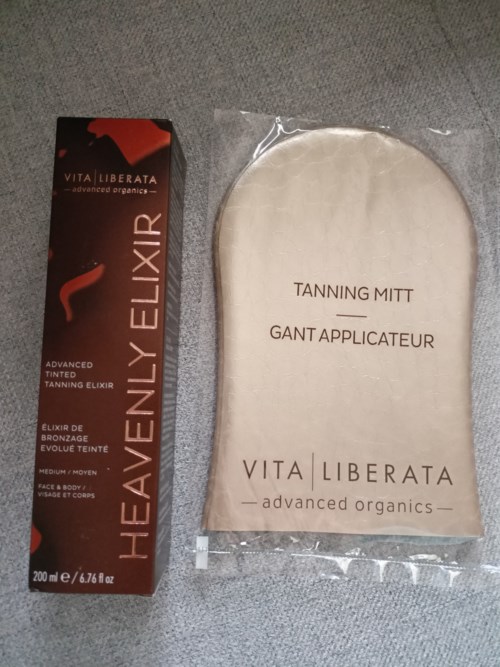 VITA|LIBERATA
advanced organics
HEAVENLY ELIXIR
ADVANCED
TINTED
TANNING ELIXIR
ÉLIXIR DE
BRONZAGE
EVOLUÉ TEINTÉ
MEDIUM / MOYEN
FACE & BODY /
VISAGE ET CORPS
200 ml e / 6.76 fl oz
TANNING MITT
GANT APPLICATEUR
VITA|LIBERATA
— advanced organics —